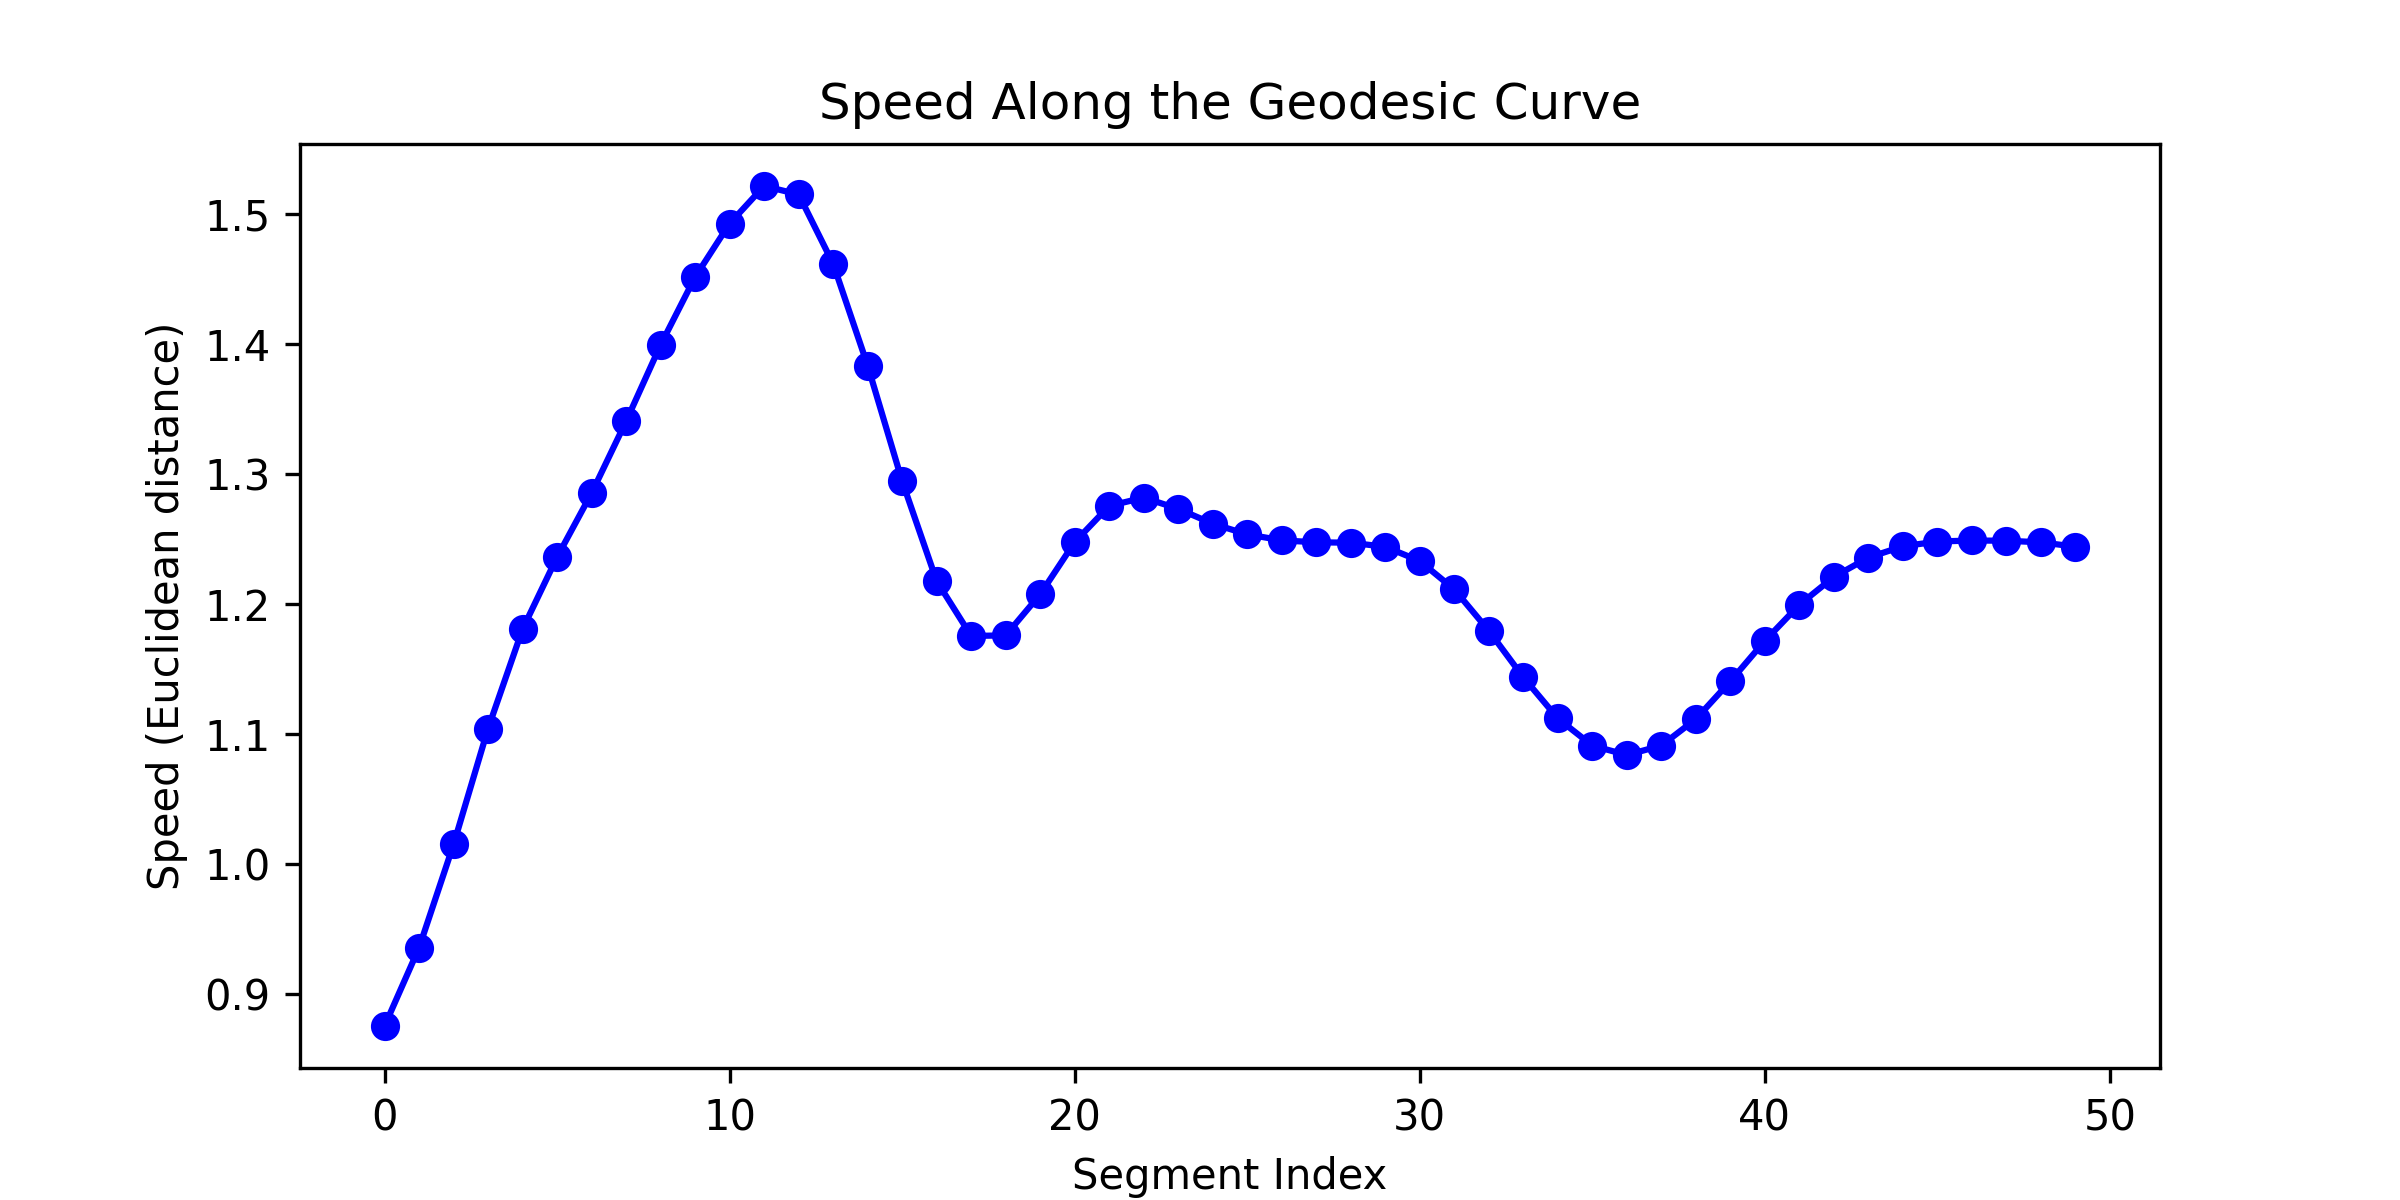 Speed Along the Geodesic Curve
Speed (Euclidean distance)
1.5
1.4
1.3
1.2
1.1
1.0
0.9
0 10 20 30 40 50
Segment Index